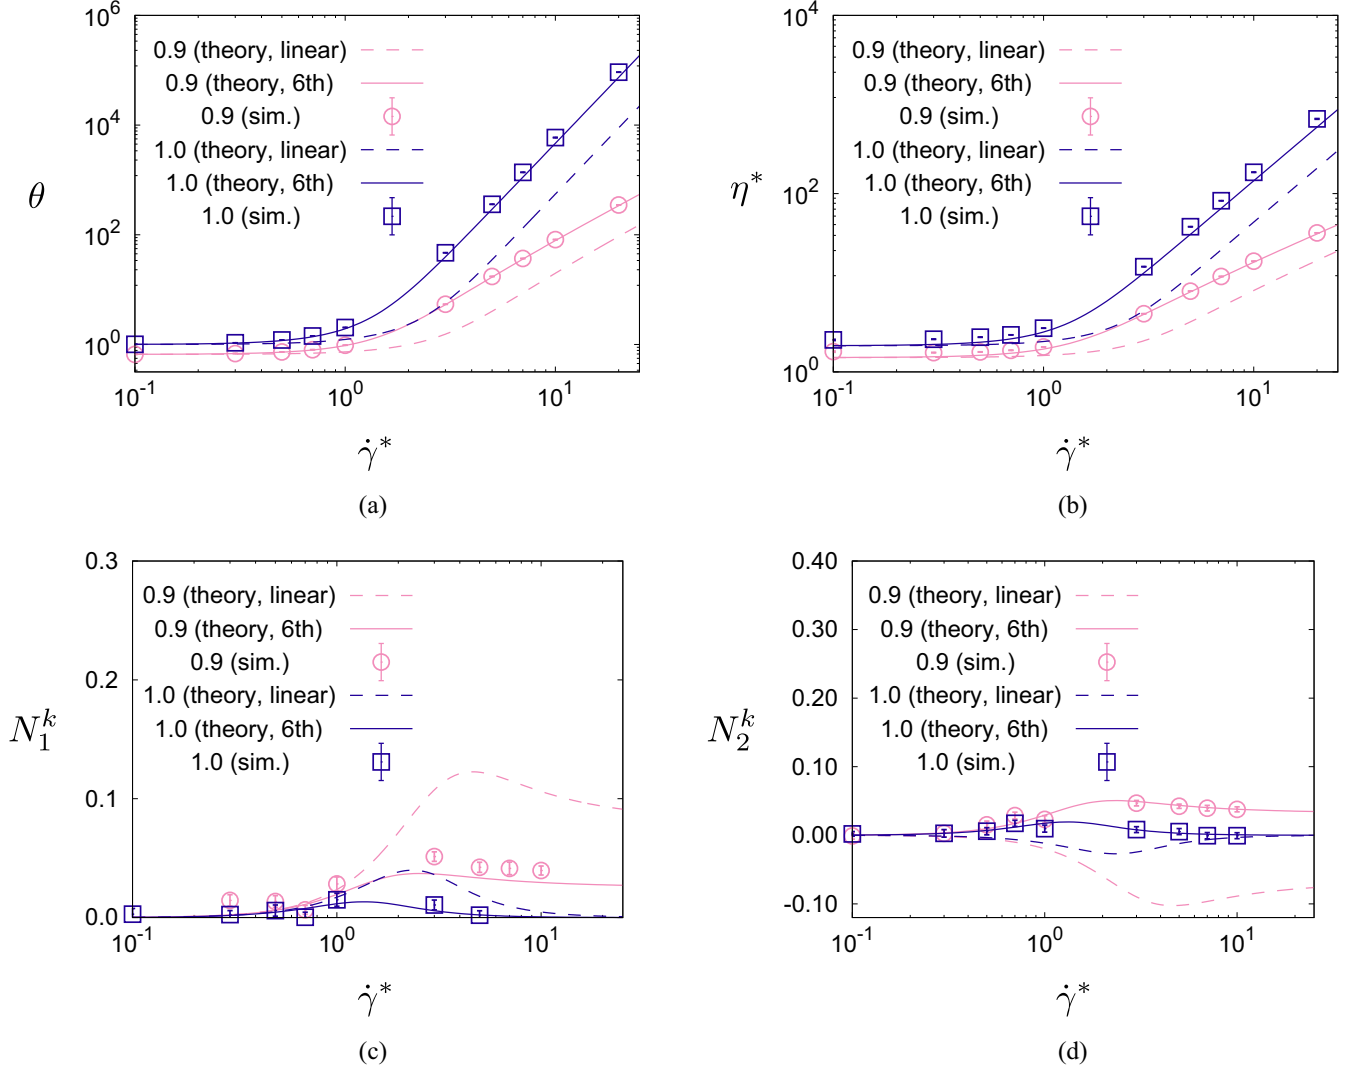 10^6
0.9 (theory, linear)
0.9 (theory, 6th)
0.9 (sim.)
10^4
1.0 (theory, linear)
1.0 (theory, 6th)
1.0 (sim.)
θ
10^2
10^0
10^-1
10^0
10^1
γ̇*
(a)
10^4
0.9 (theory, linear)
0.9 (theory, 6th)
0.9 (sim.)
1.0 (theory, linear)
1.0 (theory, 6th)
1.0 (sim.)
η*
10^2
10^0
10^-1
10^0
10^1
γ̇*
(b)
0.3
0.9 (theory, linear)
0.9 (theory, 6th)
0.9 (sim.)
0.2
1.0 (theory, linear)
1.0 (theory, 6th)
1.0 (sim.)
N_1^k
0.1
0.0
10^-1
10^0
10^1
γ̇*
(c)
0.40
0.9 (theory, linear)
0.9 (theory, 6th)
0.30
0.9 (sim.)
1.0 (theory, linear)
0.20
1.0 (theory, 6th)
1.0 (sim.)
N_2^k
0.10
0.00
-0.10
10^-1
10^0
10^1
γ̇*
(d)